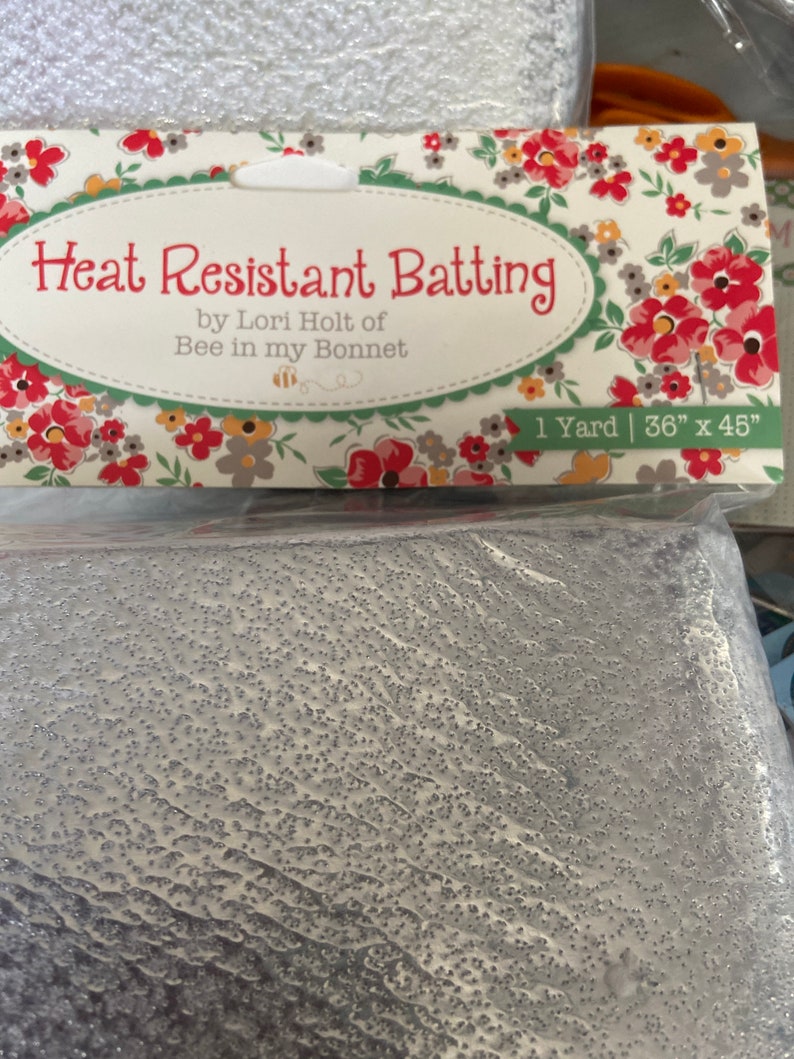 Heat Resistant Batting
by Lori Holt of
Bee in my Bonnet
1 Yard | 36” x 45”
M